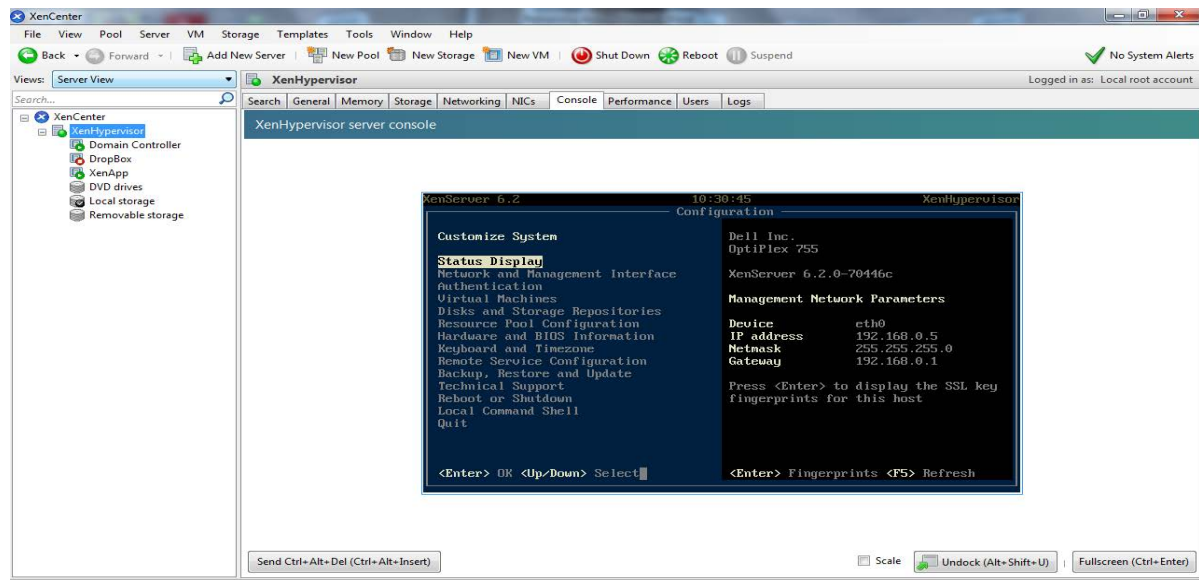 XenCenter
File View Pool Server VM Storage Templates Tools Window Help
Back Forward Add New Server New Pool New Storage New VM Shut Down Reboot Suspend No System Alerts
Views: Server View XenHypervisor Logged in as: Local root account
Search... Search General Memory Storage Networking NICs Console Performance Users Logs
XenCenter
XenHypervisor
Domain Controller
DropBox
XenApp
DVD drives
Local storage
Removable storage
XenHypervisor server console
XenServer 6.2 10:30:45 XenHypervisor
Configuration
Customize System
Status Display
Network and Management Interface
Authentication
Virtual Machines
Disks and Storage Repositories
Resource Pool Configuration
Hardware and BIOS Information
Keyboard and Timezone
Remote Service Configuration
Backup, Restore and Update
Technical Support
Reboot or Shutdown
Local Command Shell
Quit
<Enter> OK <Up/Down> Select
Dell Inc.
OptiPlex 755
XenServer 6.2.0-70446c
Management Network Parameters
Device eth0
IP address 192.168.0.5
Netmask 255.255.255.0
Gateway 192.168.0.1
Press <Enter> to display the SSL key
fingerprints for this host
<Enter> Fingerprints <F5> Refresh
Send Ctrl+Alt+Del (Ctrl+Alt+Insert) Scale Undock (Alt+Shift+U) Fullscreen (Ctrl+Enter)